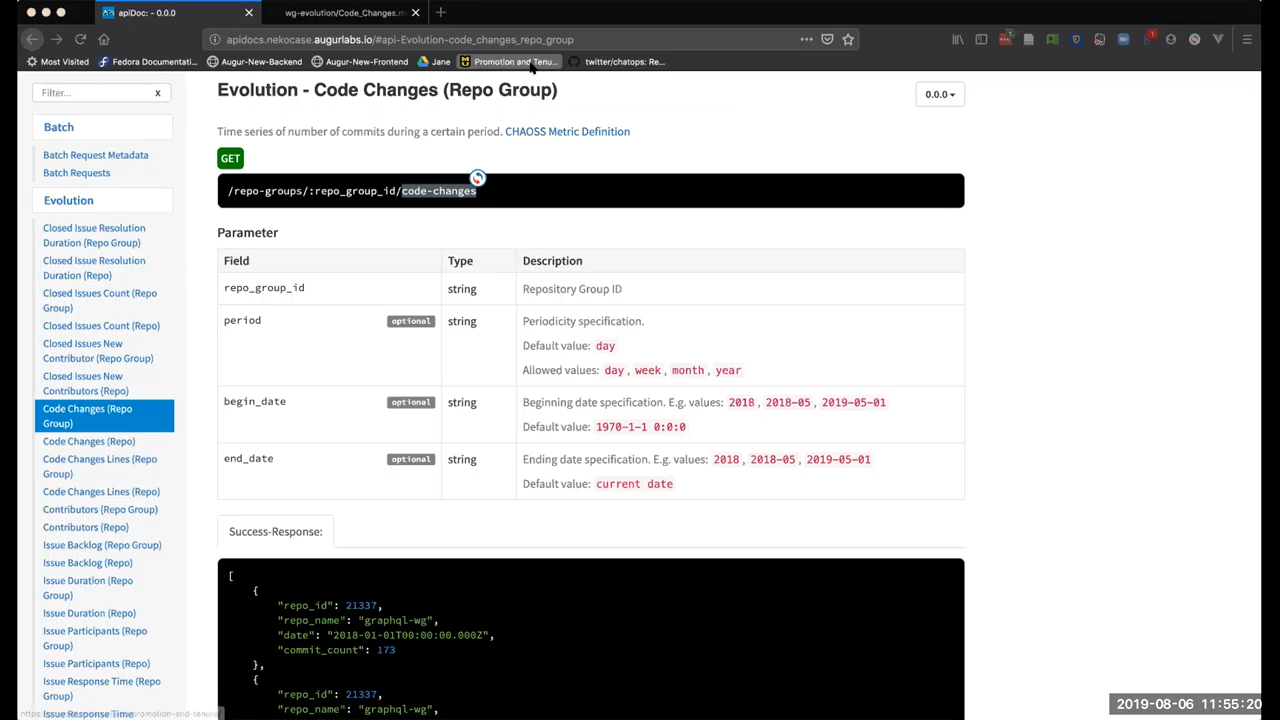 apiDoc: - 0.0.0
wg-evolution/Code_Changes.m
apidocs.nekocase.augurlabs.io/#api-Evolution-code_changes_repo_group
Most Visited
Fedora Documentati...
Augur-New-Backend
Augur-New-Frontend
Jane
Promotion and Tenu...
twitter/chatops: Re...
Filter...
x
Batch
Batch Request Metadata
Batch Requests
Evolution
Closed Issue Resolution
Duration (Repo Group)
Closed Issue Resolution
Duration (Repo)
Closed Issues Count (Repo
Group)
Closed Issues Count (Repo)
Closed Issues New
Contributor (Repo Group)
Closed Issues New
Contributors (Repo)
Code Changes (Repo
Group)
Code Changes (Repo)
Code Changes Lines (Repo
Group)
Code Changes Lines (Repo)
Contributors (Repo Group)
Contributors (Repo)
Issue Backlog (Repo Group)
Issue Backlog (Repo)
Issue Duration (Repo
Group)
Issue Duration (Repo)
Issue Participants (Repo
Group)
Issue Participants (Repo)
Issue Response Time (Repo
Group)
Issue Response Time
Evolution - Code Changes (Repo Group)
0.0.0
Time series of number of commits during a certain period. CHAOSS Metric Definition
GET
/repo-groups/:repo_group_id/code-changes
Parameter
Field Type Description
repo_group_id string Repository Group ID
period optional string Periodicity specification.
Default value: day
Allowed values: day, week, month, year
begin_date optional string Beginning date specification. E.g. values: 2018, 2018-05, 2019-05-01
Default value: 1970-1-1 0:0:0
end_date optional string Ending date specification. E.g. values: 2018, 2018-05, 2019-05-01
Default value: current date
Success-Response:
[
{
"repo_id": 21337,
"repo_name": "graphql-wg",
"date": "2018-01-01T00:00:00.000Z",
"commit_count": 173
},
{
"repo_id": 21337,
"repo_name": "graphql-wg",
2019-08-06 11:55:20